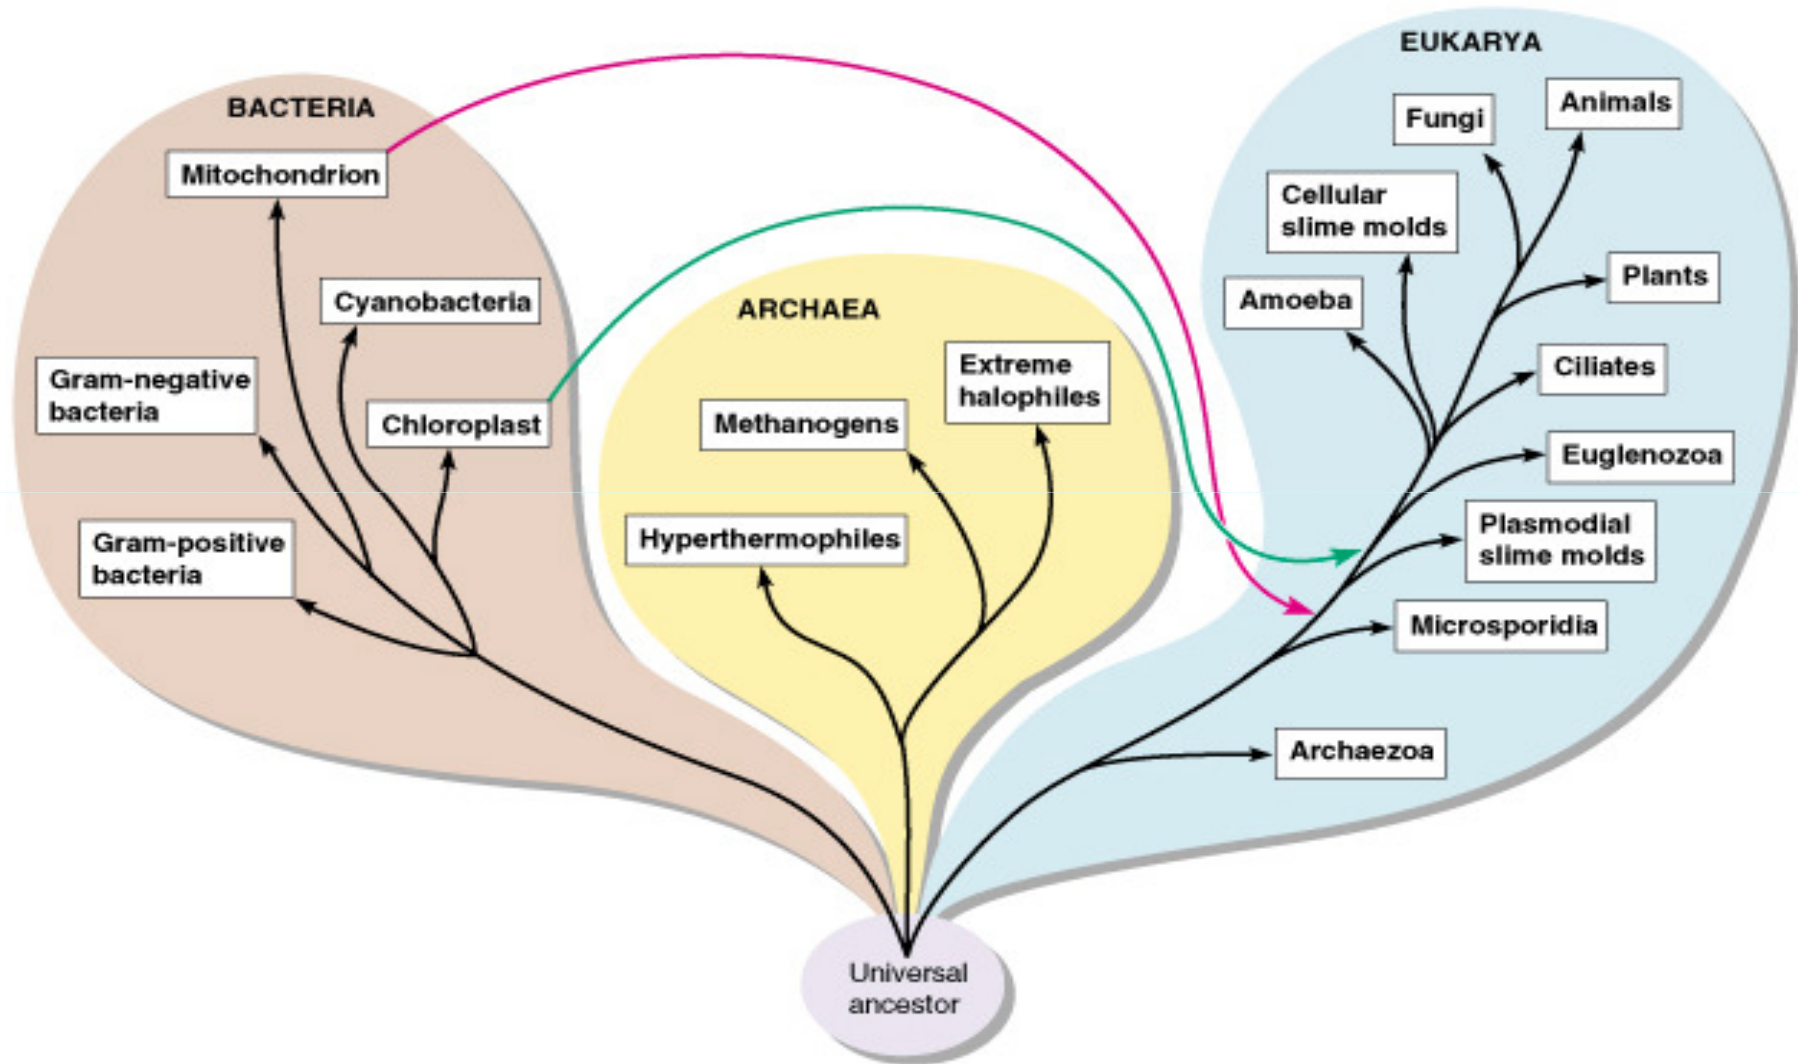 BACTERIA
Mitochondrion
Cyanobacteria
Gram-negative
bacteria
Chloroplast
Gram-positive
bacteria
ARCHAEA
Extreme
halophiles
Methanogens
Hyperthermophiles
EUKARYA
Animals
Fungi
Cellular
slime molds
Plants
Amoeba
Ciliates
Euglenozoa
Plasmodial
slime molds
Microsporidia
Archaezoa
Universal
ancestor